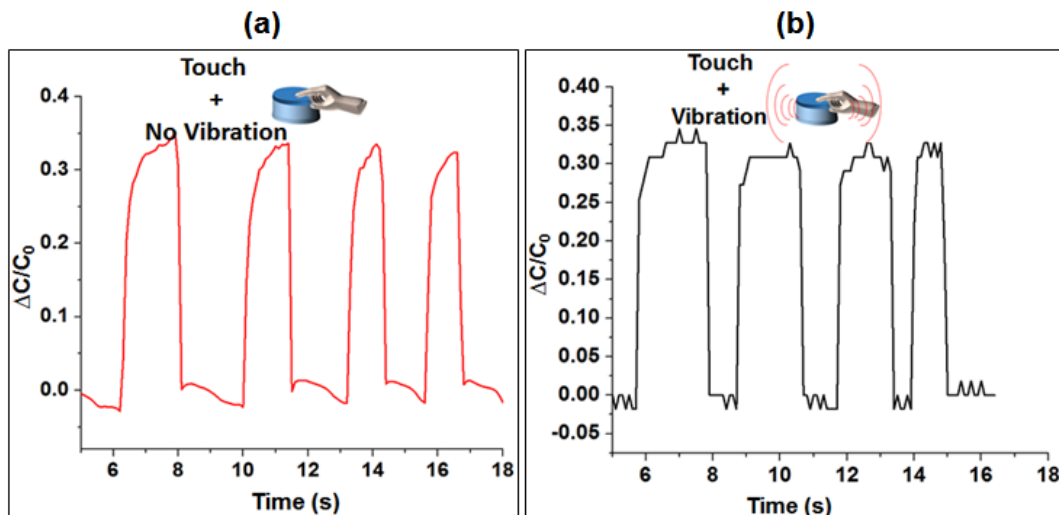 (a)
Touch
+
No Vibration
0.4
0.3
0.2
0.1
0.0
ΔC/C₀
6 8 10 12 14 16 18
Time (s)
(b)
Touch
+
Vibration
0.40
0.35
0.30
0.25
0.20
0.15
0.10
0.05
0.00
-0.05
ΔC/C₀
6 8 10 12 14 16 18
Time (s)